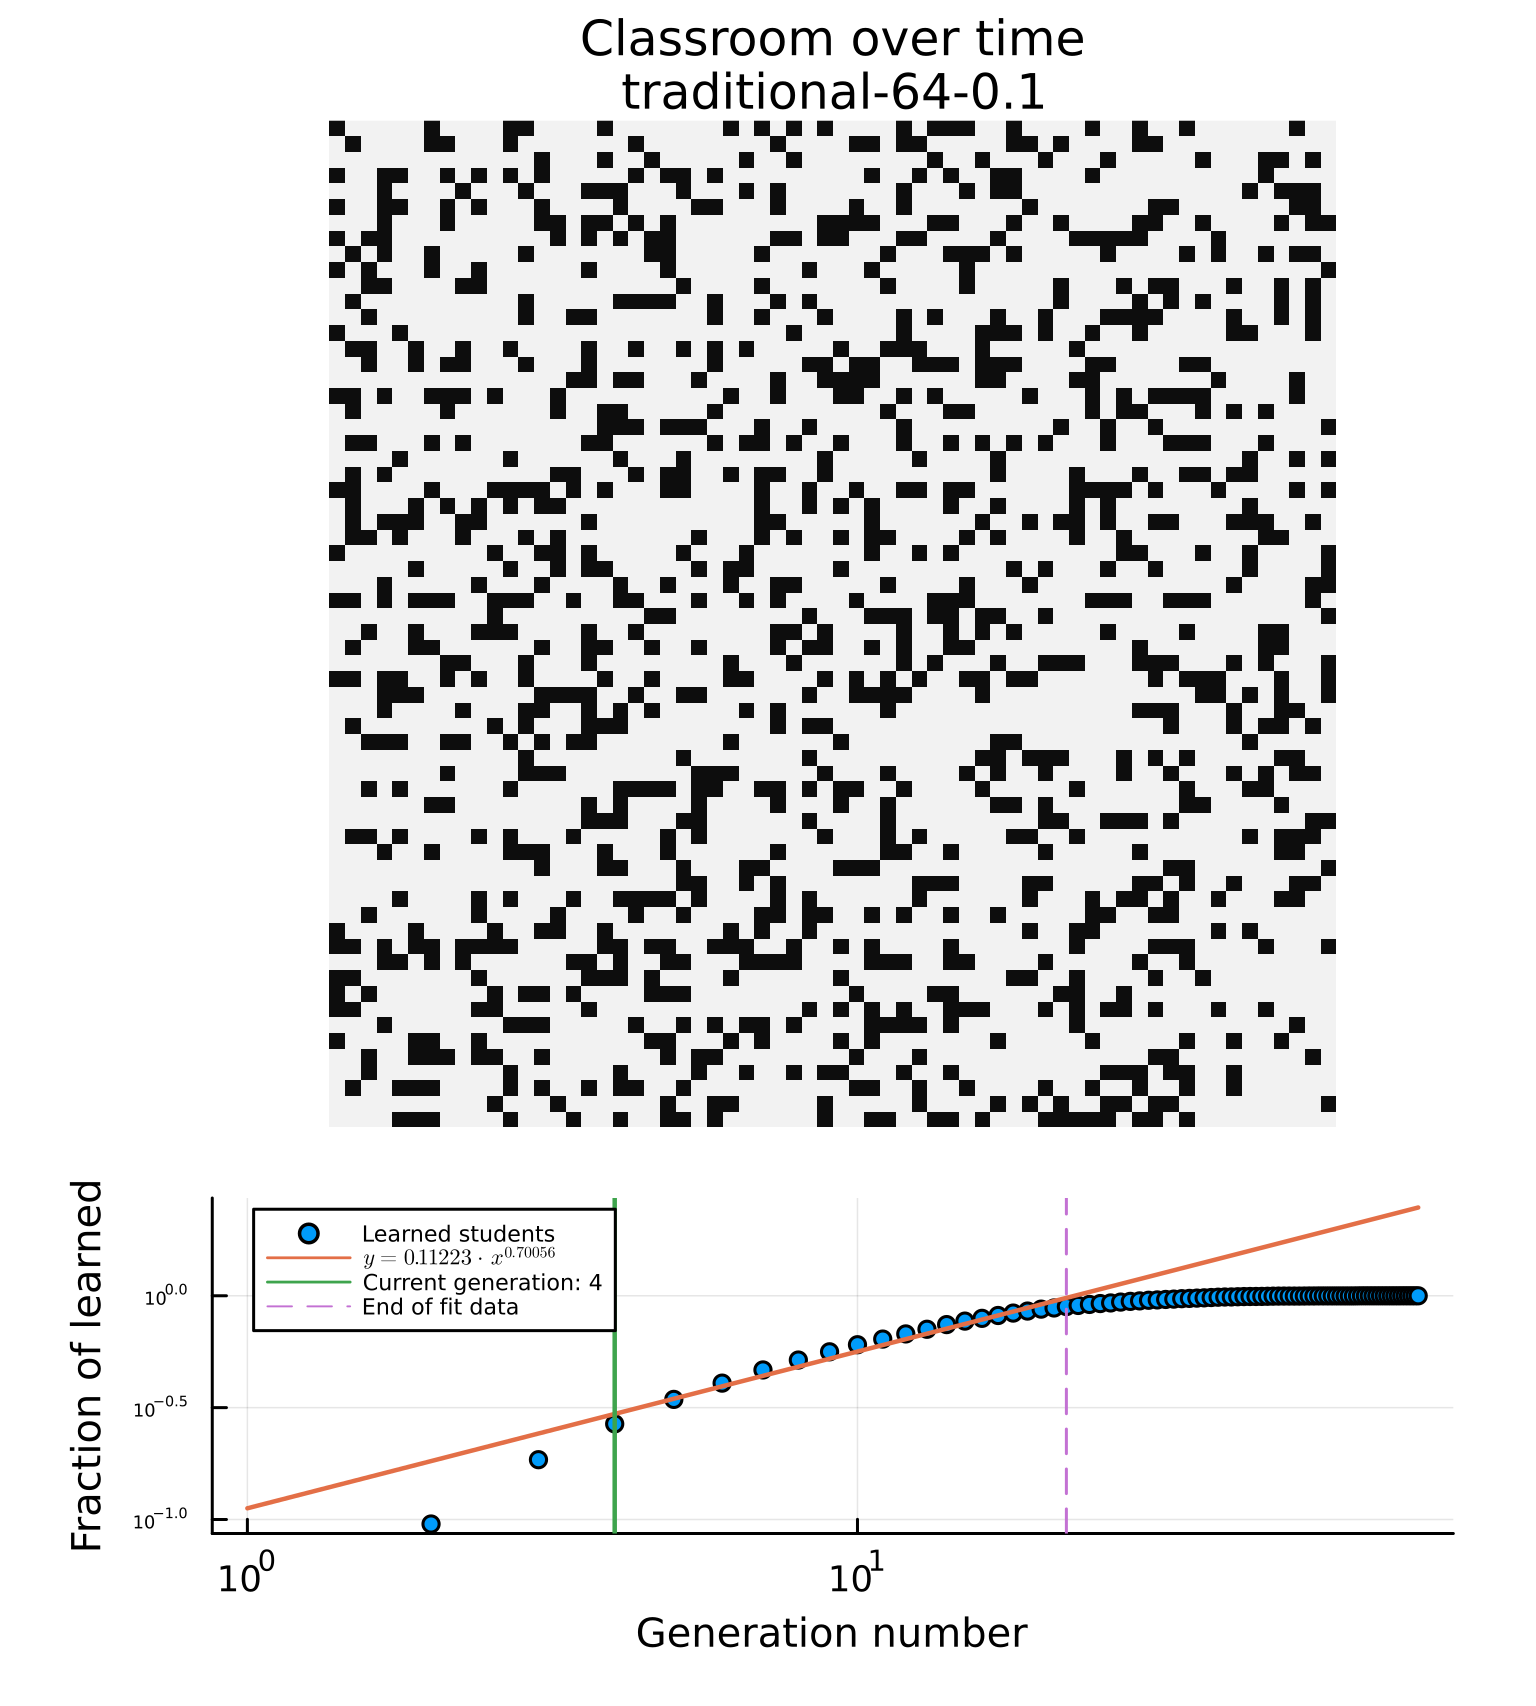 Classroom over time
traditional-64-0.1
Fraction of learned
Learned students
y = 0.11223 · x^0.70056
Current generation: 4
End of fit data
10^0.0
10^−0.5
10^−1.0
10^0
10^1
Generation number